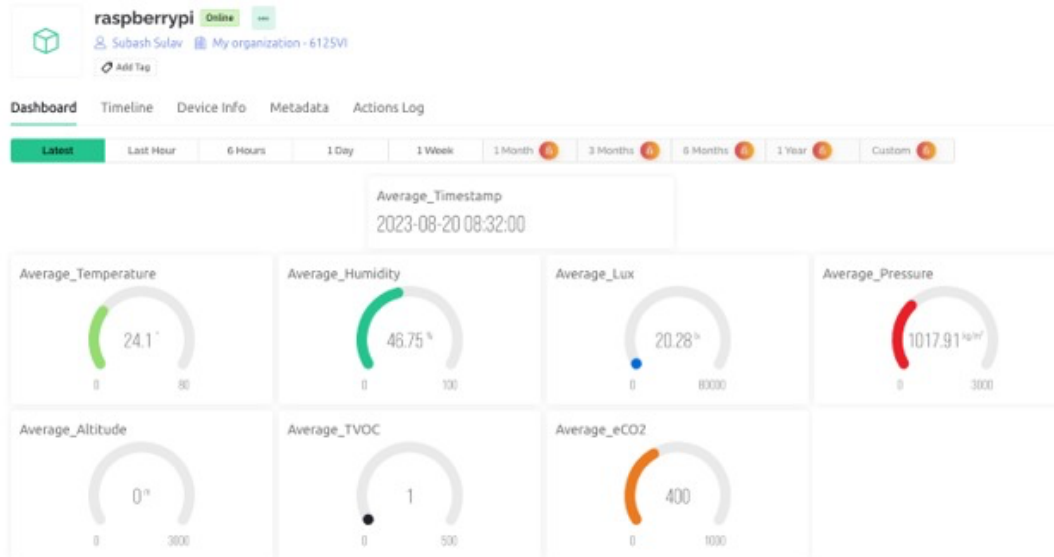 raspberrypi Online ...
Subash Sulav My organization - 6125VI
Add Tag
Dashboard Timeline Device Info Metadata Actions Log
Latest Last Hour 6 Hours 1 Day 1 Week 1 Month 3 Months 6 Months 1 Year Custom
Average_Timestamp
2023-08-20 08:32:00
Average_Temperature Average_Humidity Average_Lux Average_Pressure
24.1° 46.75 % 20.28 lx 1017.91 kg/m²
0 80 0 100 0 80000 0 3000
Average_Altitude Average_TVOC Average_eCO2
0 m 1 400
0 3000 0 500 0 1000